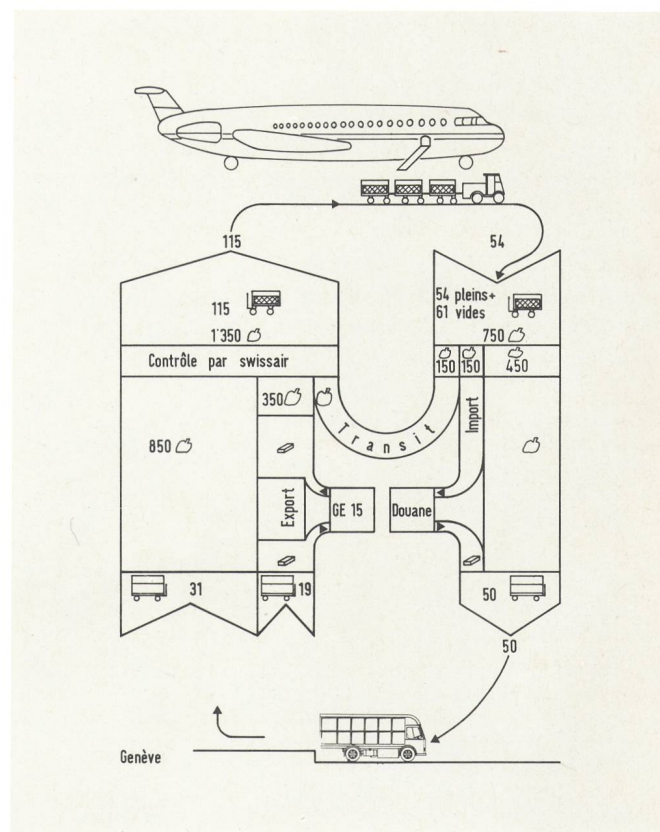 115
54
115
1'350
54 pleins+
61 vides
750
Contrôle par swissair
150
150
450
350
850
Transit
Import
Export
GE 15
Douane
31
19
50
50
Genève